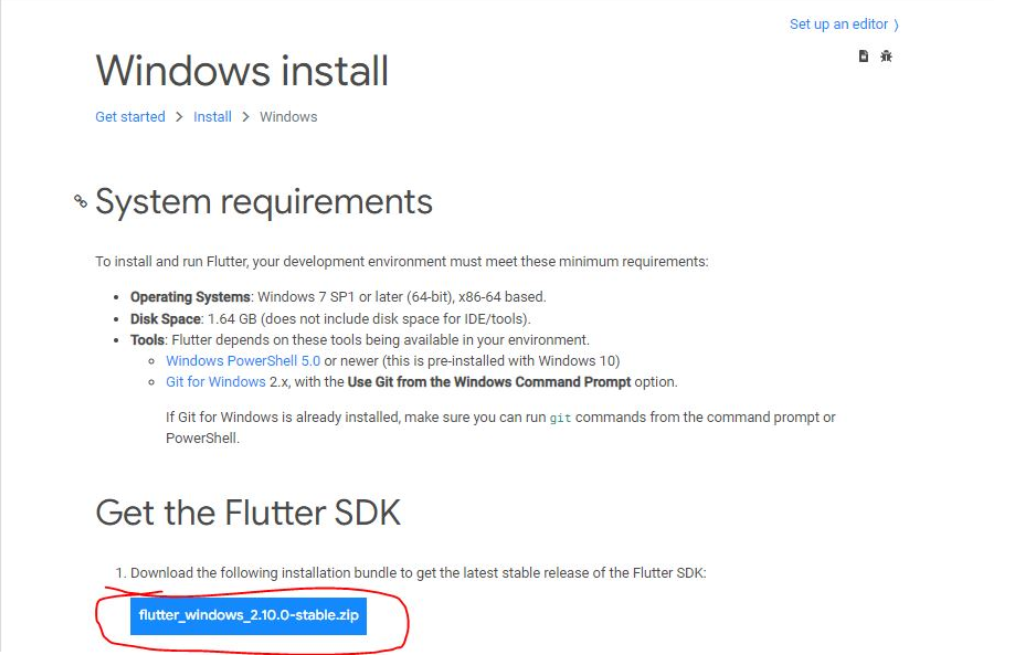 Set up an editor ⟩
Windows install
Get started > Install > Windows
System requirements
To install and run Flutter, your development environment must meet these minimum requirements:
• Operating Systems: Windows 7 SP1 or later (64-bit), x86-64 based.
• Disk Space: 1.64 GB (does not include disk space for IDE/tools).
• Tools: Flutter depends on these tools being available in your environment.
◦ Windows PowerShell 5.0 or newer (this is pre-installed with Windows 10)
◦ Git for Windows 2.x, with the Use Git from the Windows Command Prompt option.
If Git for Windows is already installed, make sure you can run git commands from the command prompt or
PowerShell.
Get the Flutter SDK
1. Download the following installation bundle to get the latest stable release of the Flutter SDK:
flutter_windows_2.10.0-stable.zip